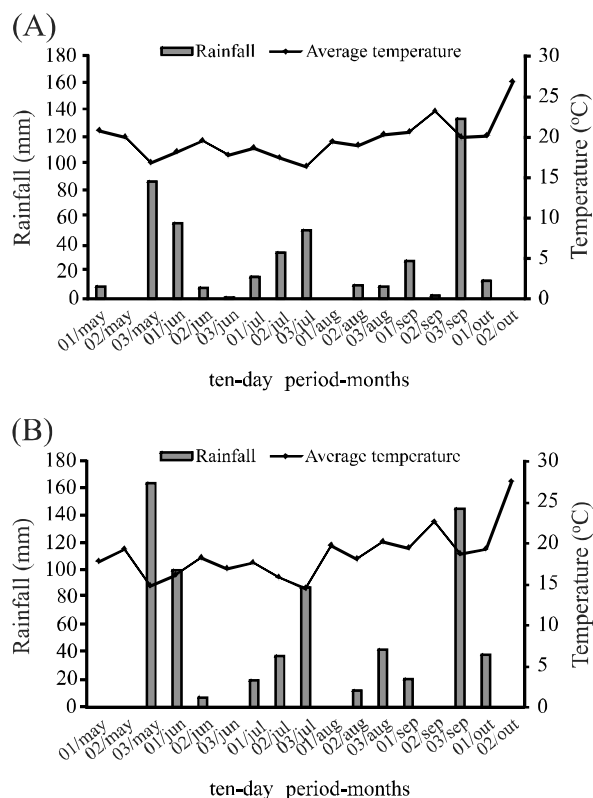 (A)
Rainfall Average temperature
180 30
160 25
140
120 20
100 15
80
60 10
40
20 5
0 0
Rainfall (mm)
Temperature (ºC)
01/may 02/may 03/may 01/jun 02/jun 03/jun 01/jul 02/jul 03/jul 01/aug 02/aug 03/aug 01/sep 02/sep 03/sep 01/out 02/out
ten-day period-months
(B)
Rainfall Average temperature
180 30
160 25
140
120 20
100 15
80
60 10
40
20 5
0 0
Rainfall (mm)
Temperature (ºC)
01/may 02/may 03/may 01/jun 02/jun 03/jun 01/jul 02/jul 03/jul 01/aug 02/aug 03/aug 01/sep 02/sep 03/sep 01/out 02/out
ten-day period-months